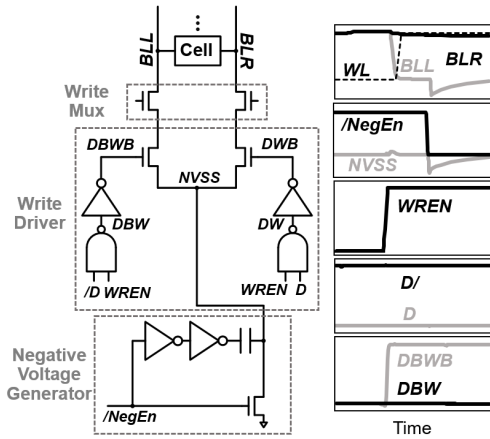 BLL
Cell
BLR
Write
Mux
DBWB
DWB
NVSS
Write
Driver
DBW
DW
/D WREN
WREN D
Negative
Voltage
Generator
/NegEn
WL
BLL
BLR
/NegEn
NVSS
WREN
D/
D
DBWB
DBW
Time